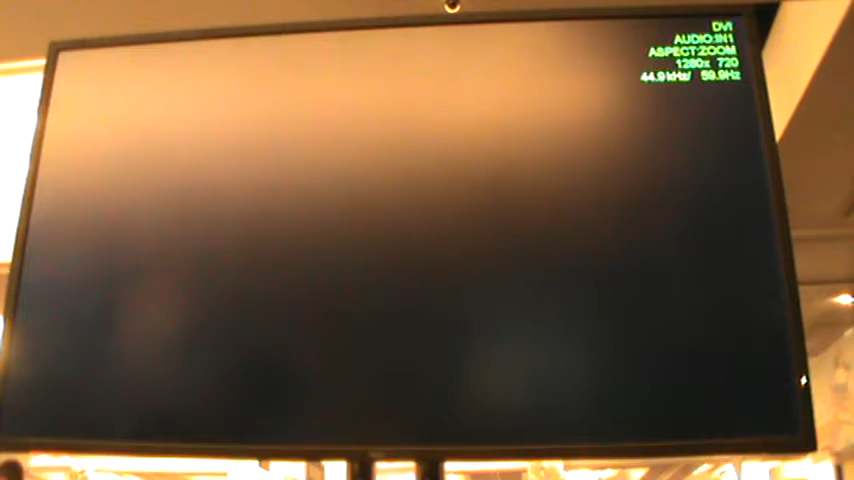 DVI
AUDIO:IN1
ASPECT:ZOOM
1280x 720
44.9kHz/ 59.9Hz